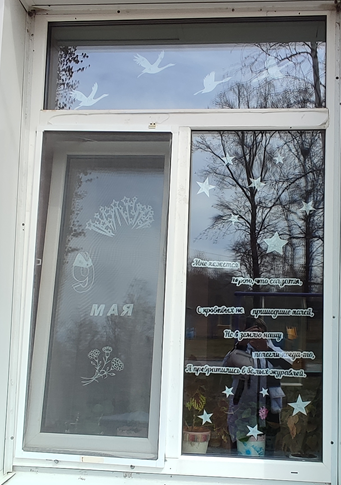 9
МАЯ
Мне кажется
порою, что солдаты,
С кровавых не пришедшие полей,
Не в землю нашу
полегли когда-то,
А превратились в белых журавлей